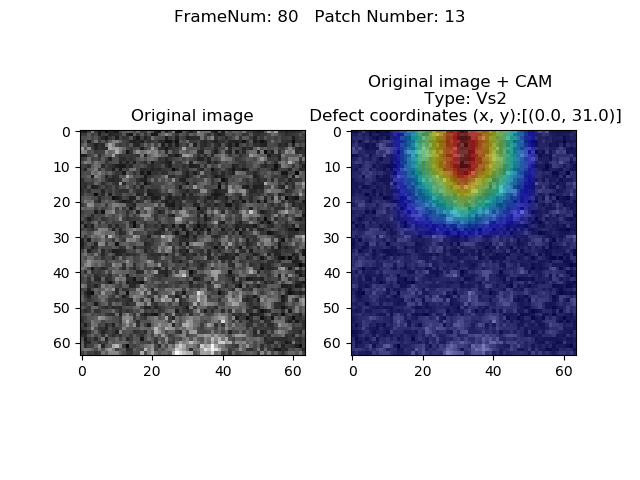 FrameNum: 80   Patch Number: 13
Original image
0
10
20
30
40
50
60
0 20 40 60
Original image + CAM
Type: Vs2
Defect coordinates (x, y):[(0.0, 31.0)]
0
10
20
30
40
50
60
0 20 40 60